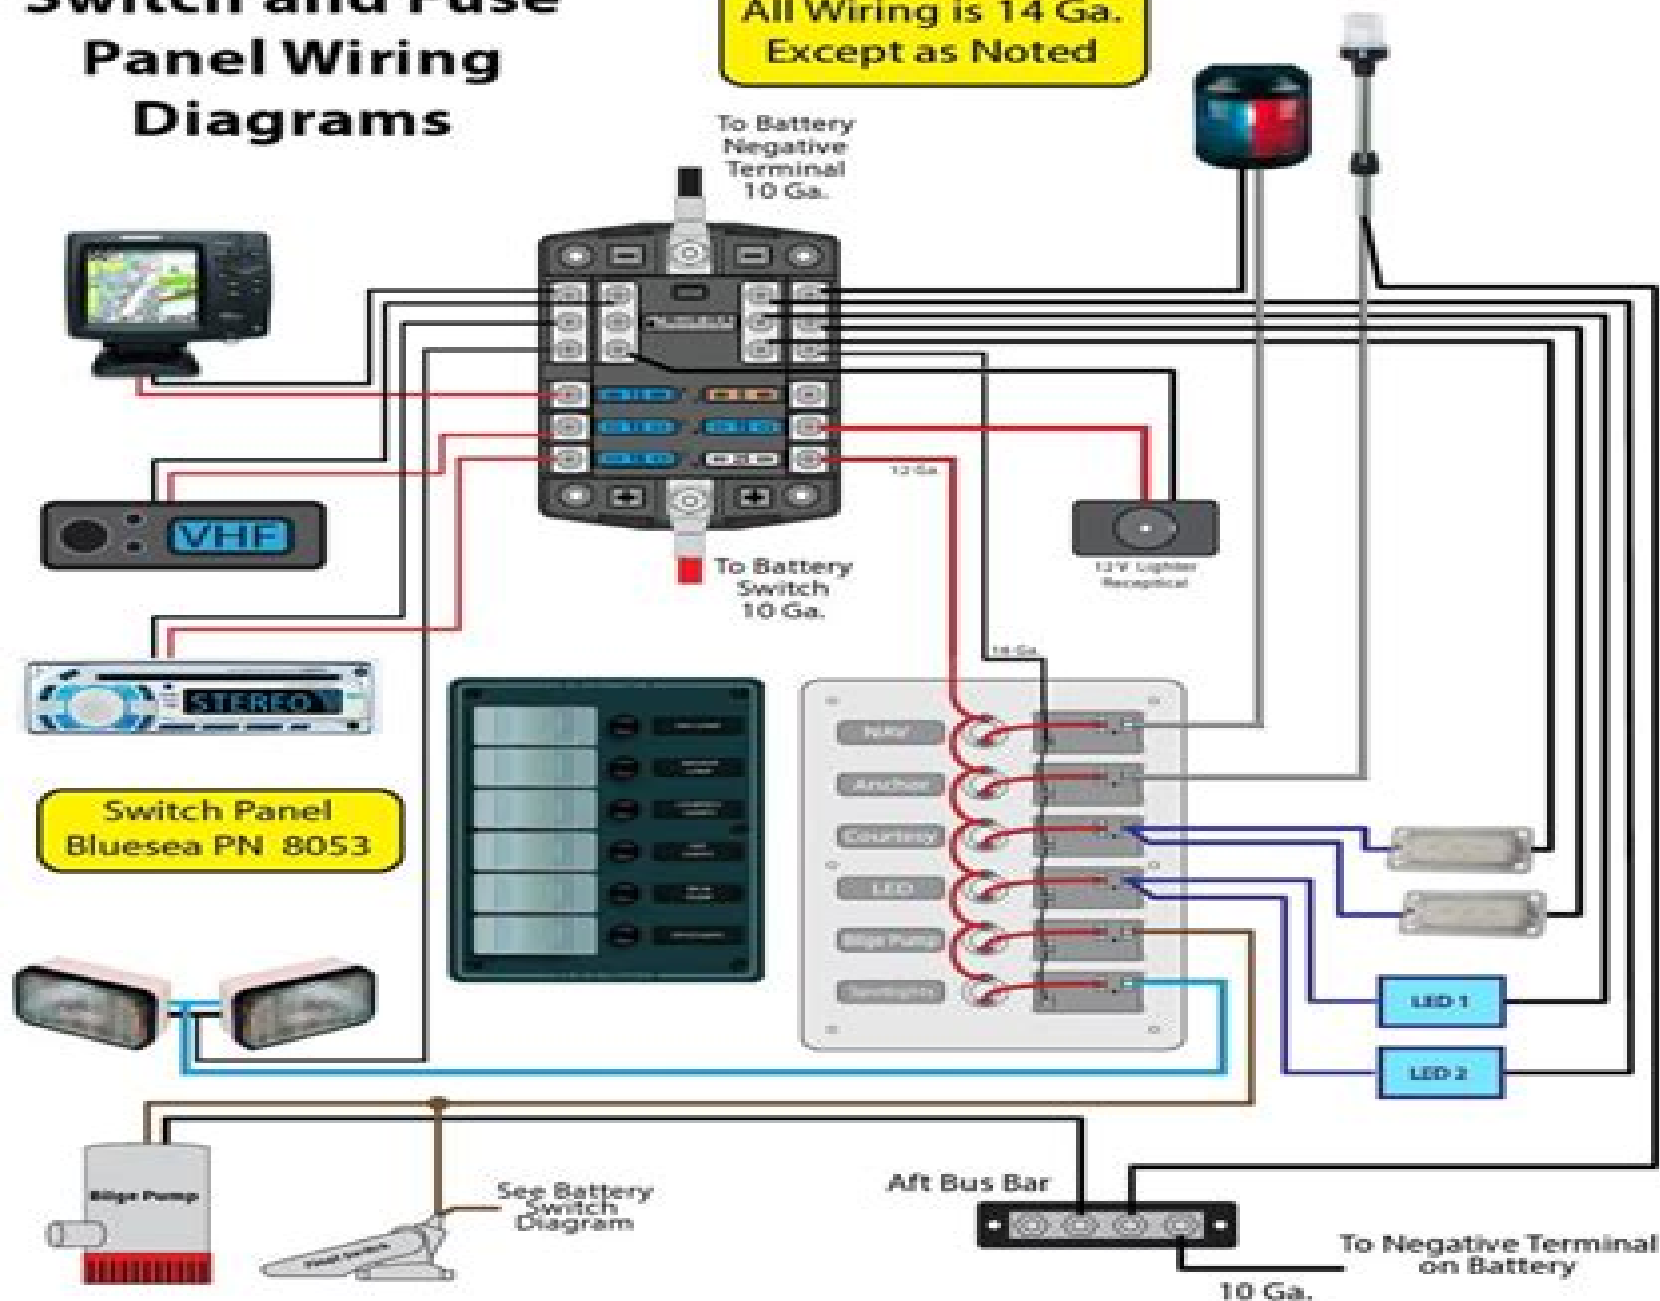 Switch and Fuse
Panel Wiring
Diagrams
All Wiring is 14 Ga.
Except as Noted
To Battery
Negative
Terminal
10 Ga.
12 Ga.
VHF
To Battery
Switch
10 Ga.
12 V Lighter
Receptical
18 Ga.
STEREO
Switch Panel
Bluesea PN 8053
NAV
Anchor
Courtesy
LED
Bilge Pump
Spotlights
LED 1
LED 2
Bilge Pump
See Battery
Switch
Diagram
Float Switch
Aft Bus Bar
To Negative Terminal
on Battery
10 Ga.